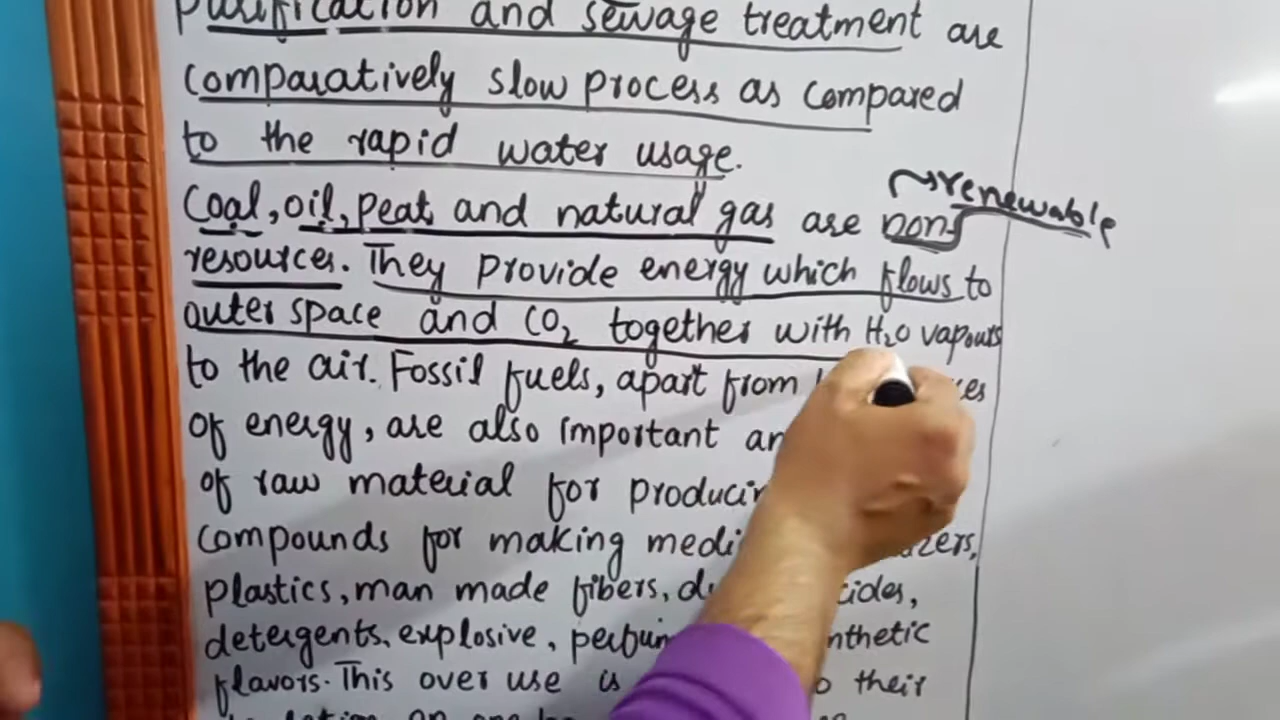 purification and sewage treatment are
comparatively slow process as compared
to the rapid water usage.
renewable
Coal, oil, peat and natural gas are non-
resources. They provide energy which flows to
outer space and CO₂ together with H₂O vapours
to the air. Fossil fuels, apart from
of energy, are also important
of raw material for
compounds for making
plastics, man made fibers,
detergents, explosive,
flavors. This over use is their